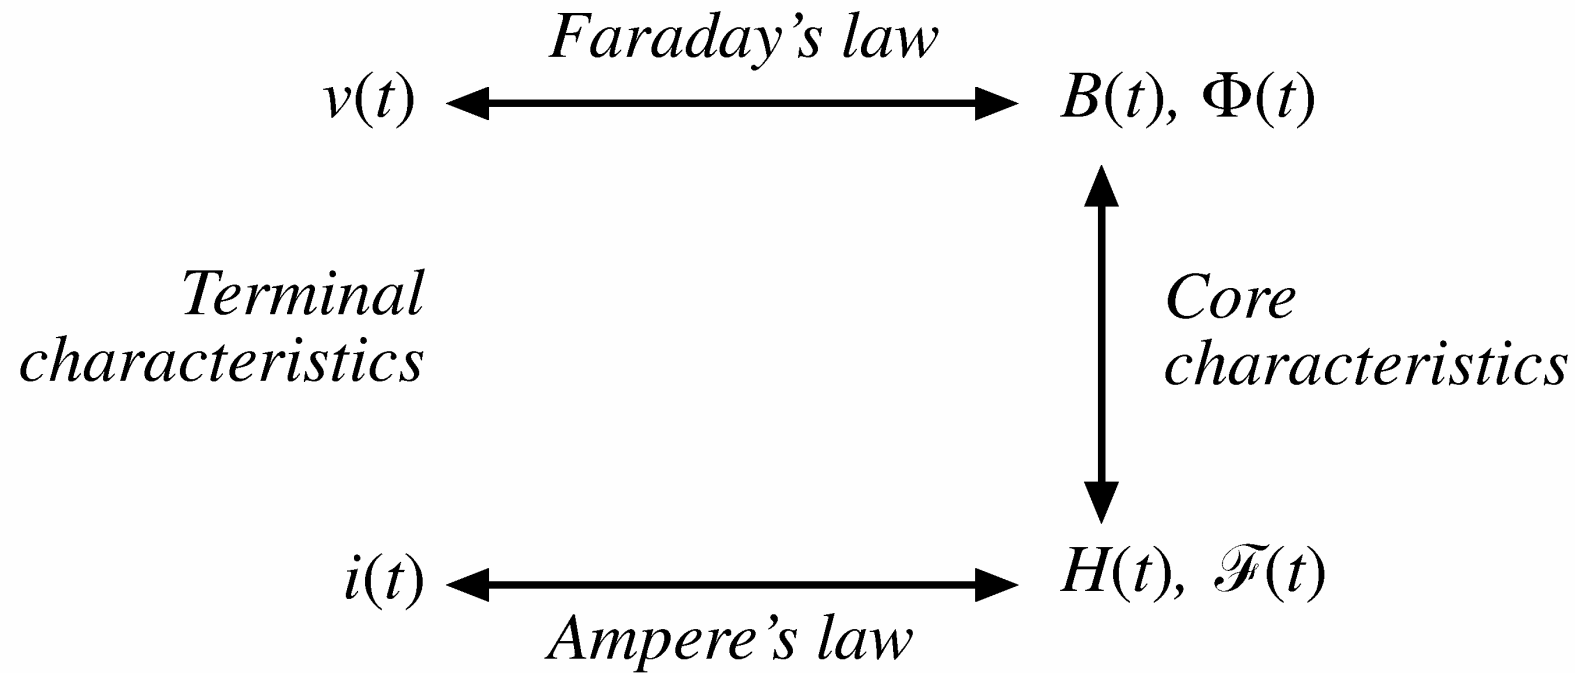 Faraday's law
v(t)
B(t), Φ(t)
Terminal
characteristics
Core
characteristics
i(t)
H(t), ℱ(t)
Ampere's law